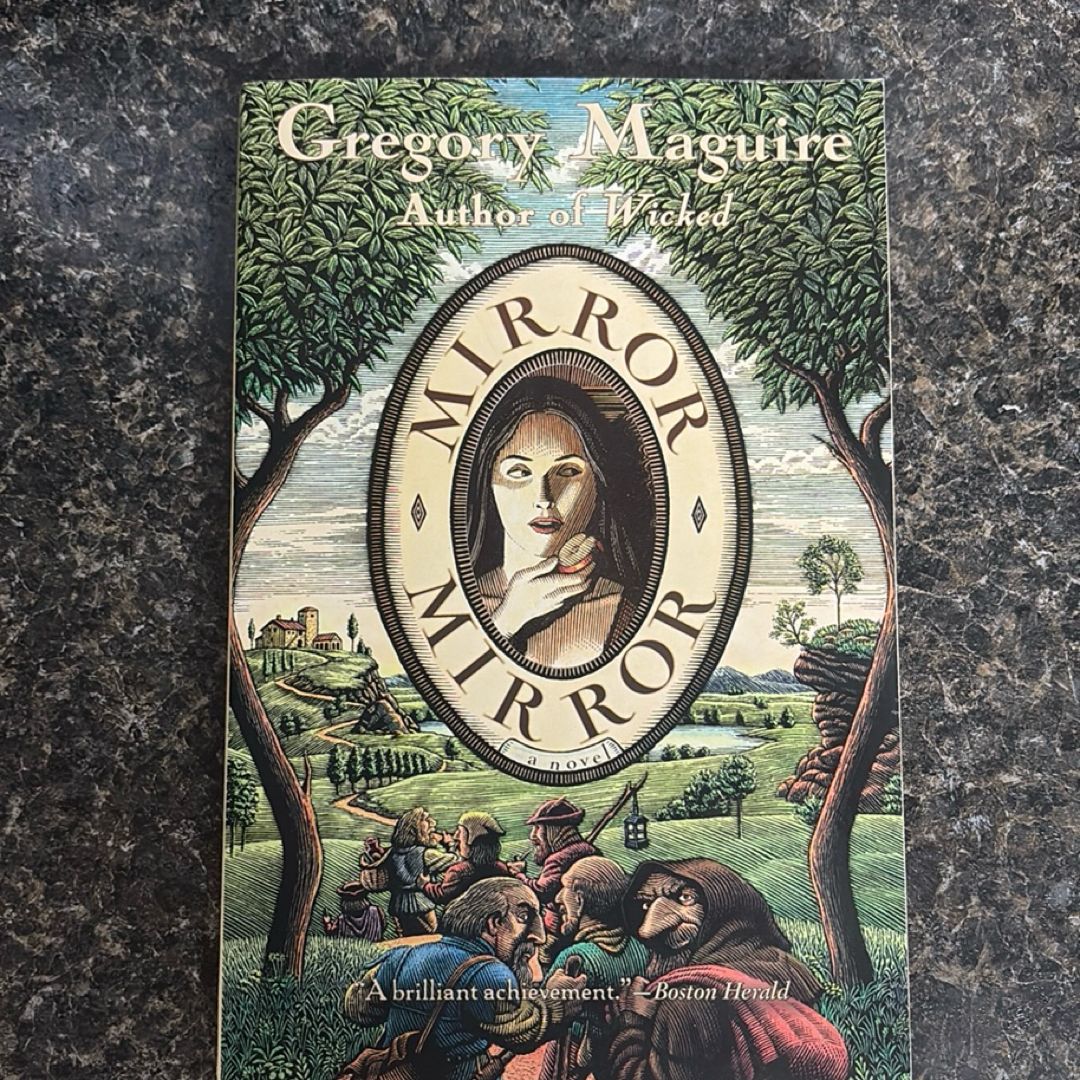 Gregory Maguire
Author of Wicked
MIRROR
MIRROR
a novel
"A brilliant achievement."—Boston Herald